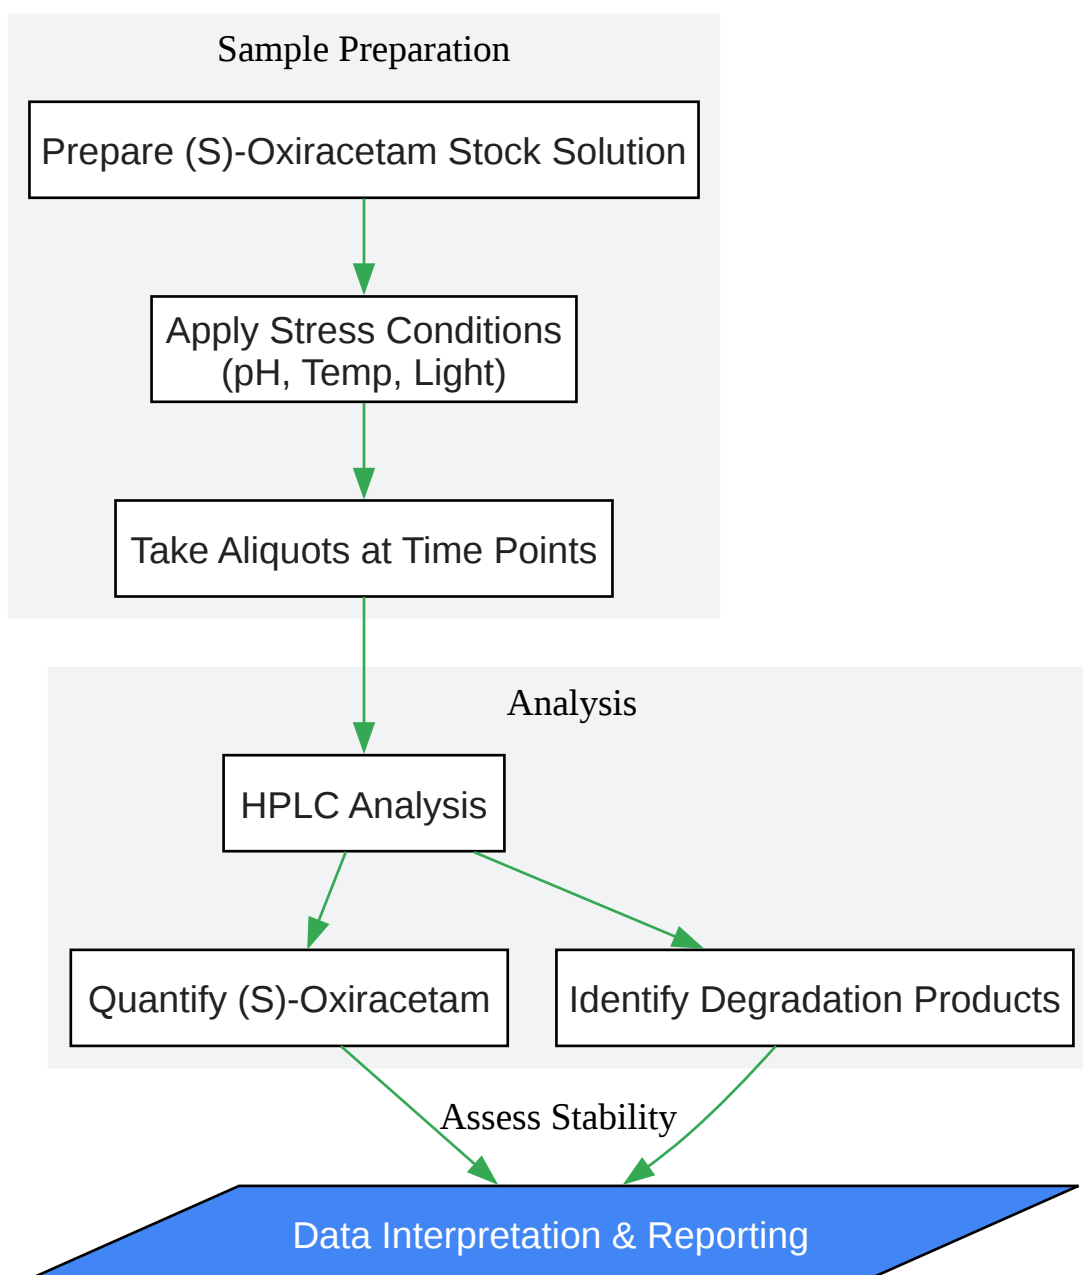 Sample Preparation
Prepare (S)-Oxiracetam Stock Solution
Apply Stress Conditions
(pH, Temp, Light)
Take Aliquots at Time Points
Analysis
HPLC Analysis
Quantify (S)-Oxiracetam
Identify Degradation Products
Assess Stability
Data Interpretation & Reporting